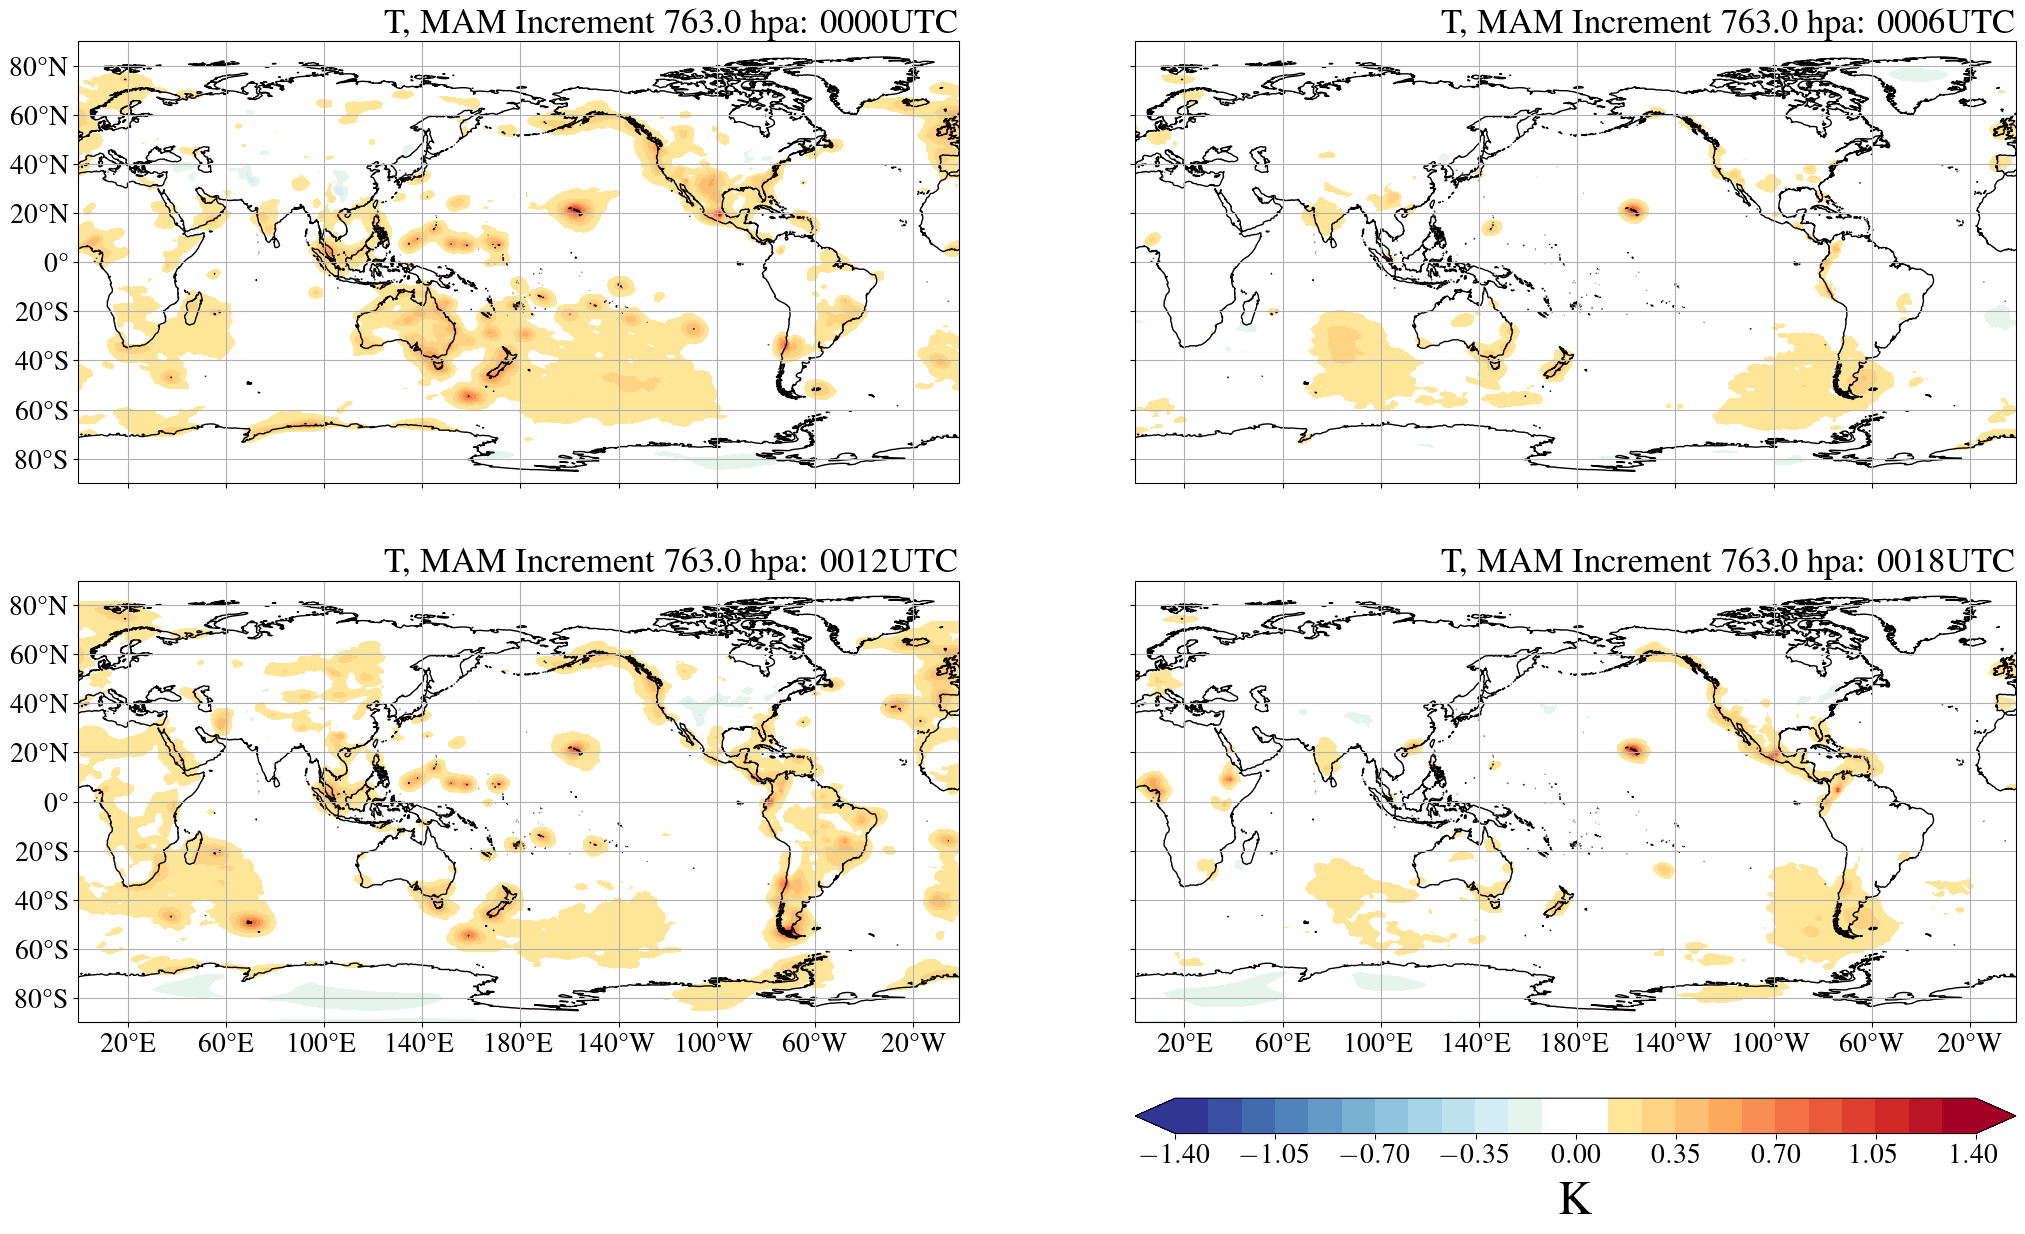 T, MAM Increment 763.0 hpa: 0000UTC
T, MAM Increment 763.0 hpa: 0006UTC
80°N
60°N
40°N
20°N
0°
20°S
40°S
60°S
80°S
T, MAM Increment 763.0 hpa: 0012UTC
T, MAM Increment 763.0 hpa: 0018UTC
80°N
60°N
40°N
20°N
0°
20°S
40°S
60°S
80°S
20°E 60°E 100°E 140°E 180°E 140°W 100°W 60°W 20°W
20°E 60°E 100°E 140°E 180°E 140°W 100°W 60°W 20°W
−1.40 −1.05 −0.70 −0.35 0.00 0.35 0.70 1.05 1.40
K